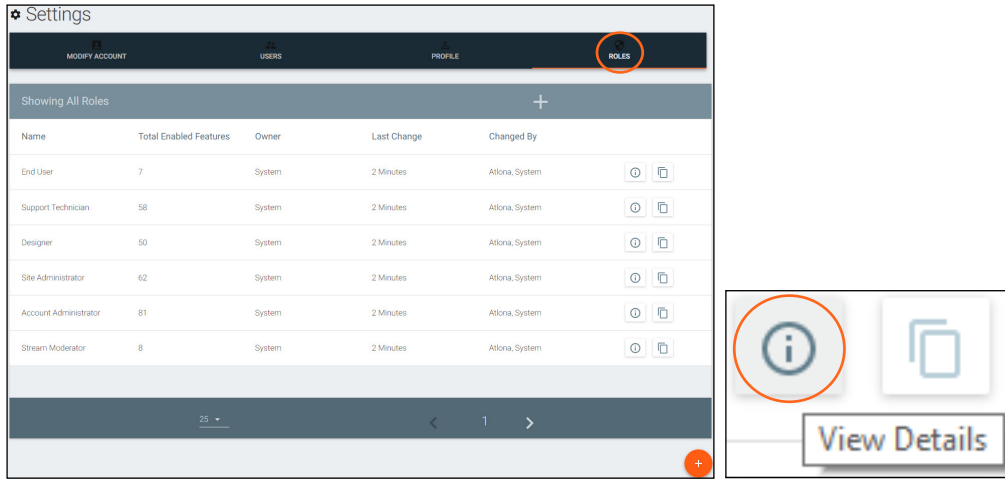 Settings
MODIFY ACCOUNT USERS PROFILE ROLES
Showing All Roles +
Name Total Enabled Features Owner Last Change Changed By
End User 7 System 2 Minutes Atlona, System
Support Technician 58 System 2 Minutes Atlona, System
Designer 50 System 2 Minutes Atlona, System
Site Administrator 62 System 2 Minutes Atlona, System
Account Administrator 81 System 2 Minutes Atlona, System
Stream Moderator 8 System 2 Minutes Atlona, System
25 1
+
View Details